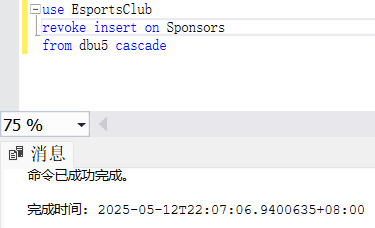 use EsportsClub
revoke insert on Sponsors
from dbu5 cascade
75 %
消息
命令已成功完成。
完成时间: 2025-05-12T22:07:06.9400635+08:00